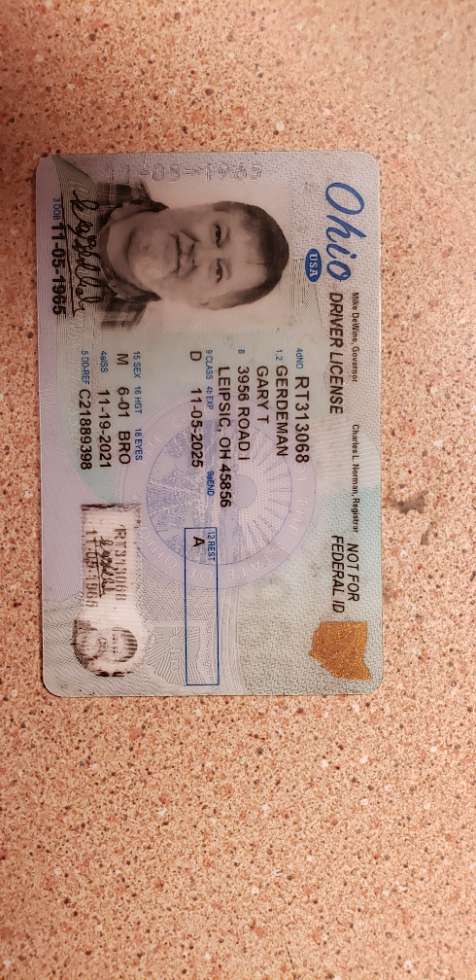 Ohio USA
Mike DeWine, Governor Charles L. Norman, Registrar
DRIVER LICENSE
NOT FOR
FEDERAL ID
4dNO RT313068
1,2 GERDEMAN
GARY T
8 3956 ROAD I
LEIPSIC, OH 45856
9 CLASS 4b EXP 9aEND 12 REST
D 11-05-2025 A
15 SEX 16 HGT 18 EYES
M 6-01 BRO
4aISS 11-19-2021
5 DD-REF C21889398
3 DOB 11-05-1965
RT313068
11-05-1965
11-05-1965